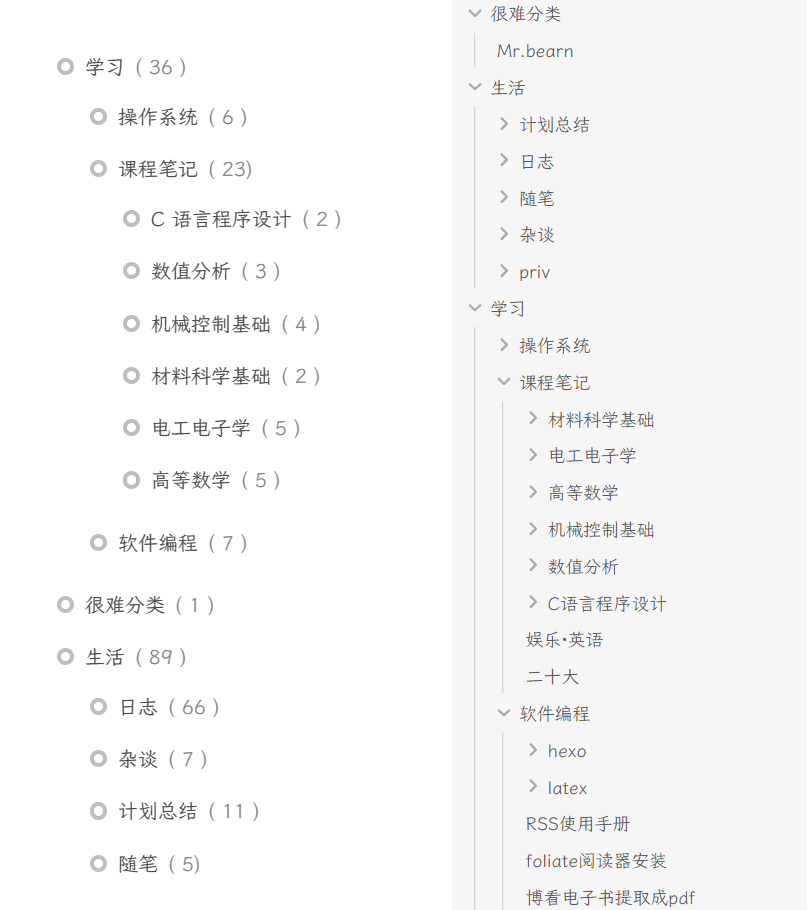 学习 ( 36 )
操作系统 ( 6 )
课程笔记 ( 23)
C 语言程序设计 ( 2 )
数值分析 ( 3 )
机械控制基础 ( 4 )
材料科学基础 ( 2 )
电工电子学 ( 5 )
高等数学 ( 5 )
软件编程 ( 7 )
很难分类 ( 1 )
生活 ( 89 )
日志 ( 66 )
杂谈 ( 7 )
计划总结 ( 11 )
随笔 ( 5)
很难分类
Mr.bearn
生活
计划总结
日志
随笔
杂谈
priv
学习
操作系统
课程笔记
材料科学基础
电工电子学
高等数学
机械控制基础
数值分析
C语言程序设计
娱乐·英语
二十大
软件编程
hexo
latex
RSS使用手册
foliate阅读器安装
博看电子书提取成pdf